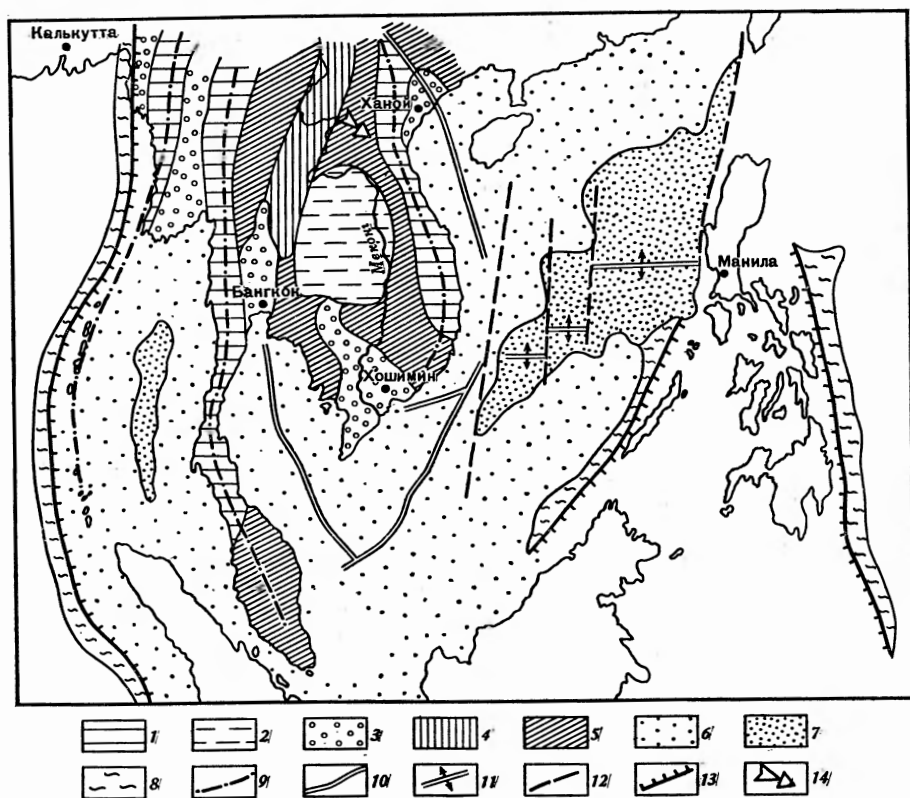 Калькутта
Ханой
Меконг
Манила
Бангкок
Хошимин
1 2 3 4 5 6 7
8 9 10 11 12 13 14